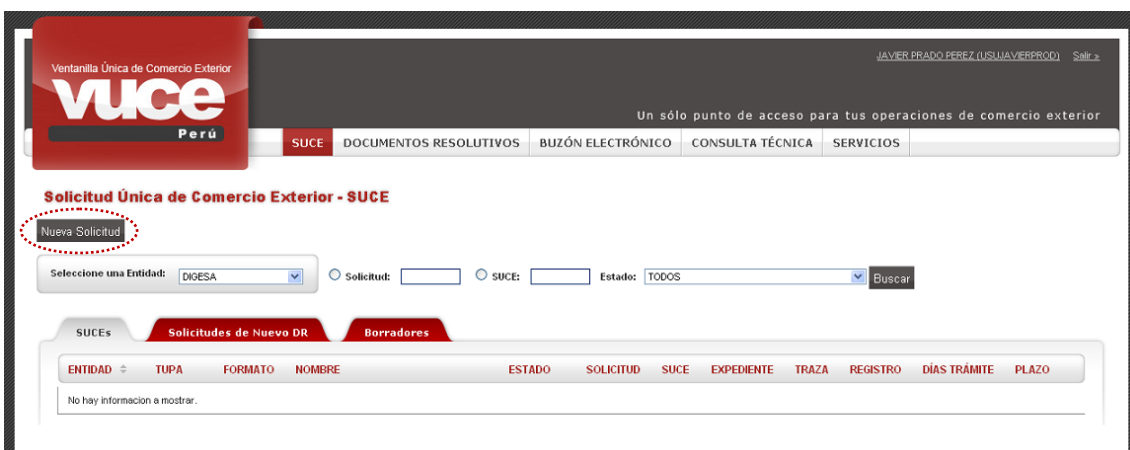 JAVIER PRADO PEREZ (USUJAVIERPROD) Salir »
Ventanilla Única de Comercio Exterior
vuce
Perú
Un sólo punto de acceso para tus operaciones de comercio exterior
SUCE DOCUMENTOS RESOLUTIVOS BUZÓN ELECTRÓNICO CONSULTA TÉCNICA SERVICIOS
Solicitud Única de Comercio Exterior - SUCE
Nueva Solicitud
Seleccione una Entidad: DIGESA Solicitud: SUCE: Estado: TODOS Buscar
SUCEs Solicitudes de Nuevo DR Borradores
ENTIDAD TUPA FORMATO NOMBRE ESTADO SOLICITUD SUCE EXPEDIENTE TRAZA REGISTRO DÍAS TRÁMITE PLAZO
No hay informacion a mostrar.